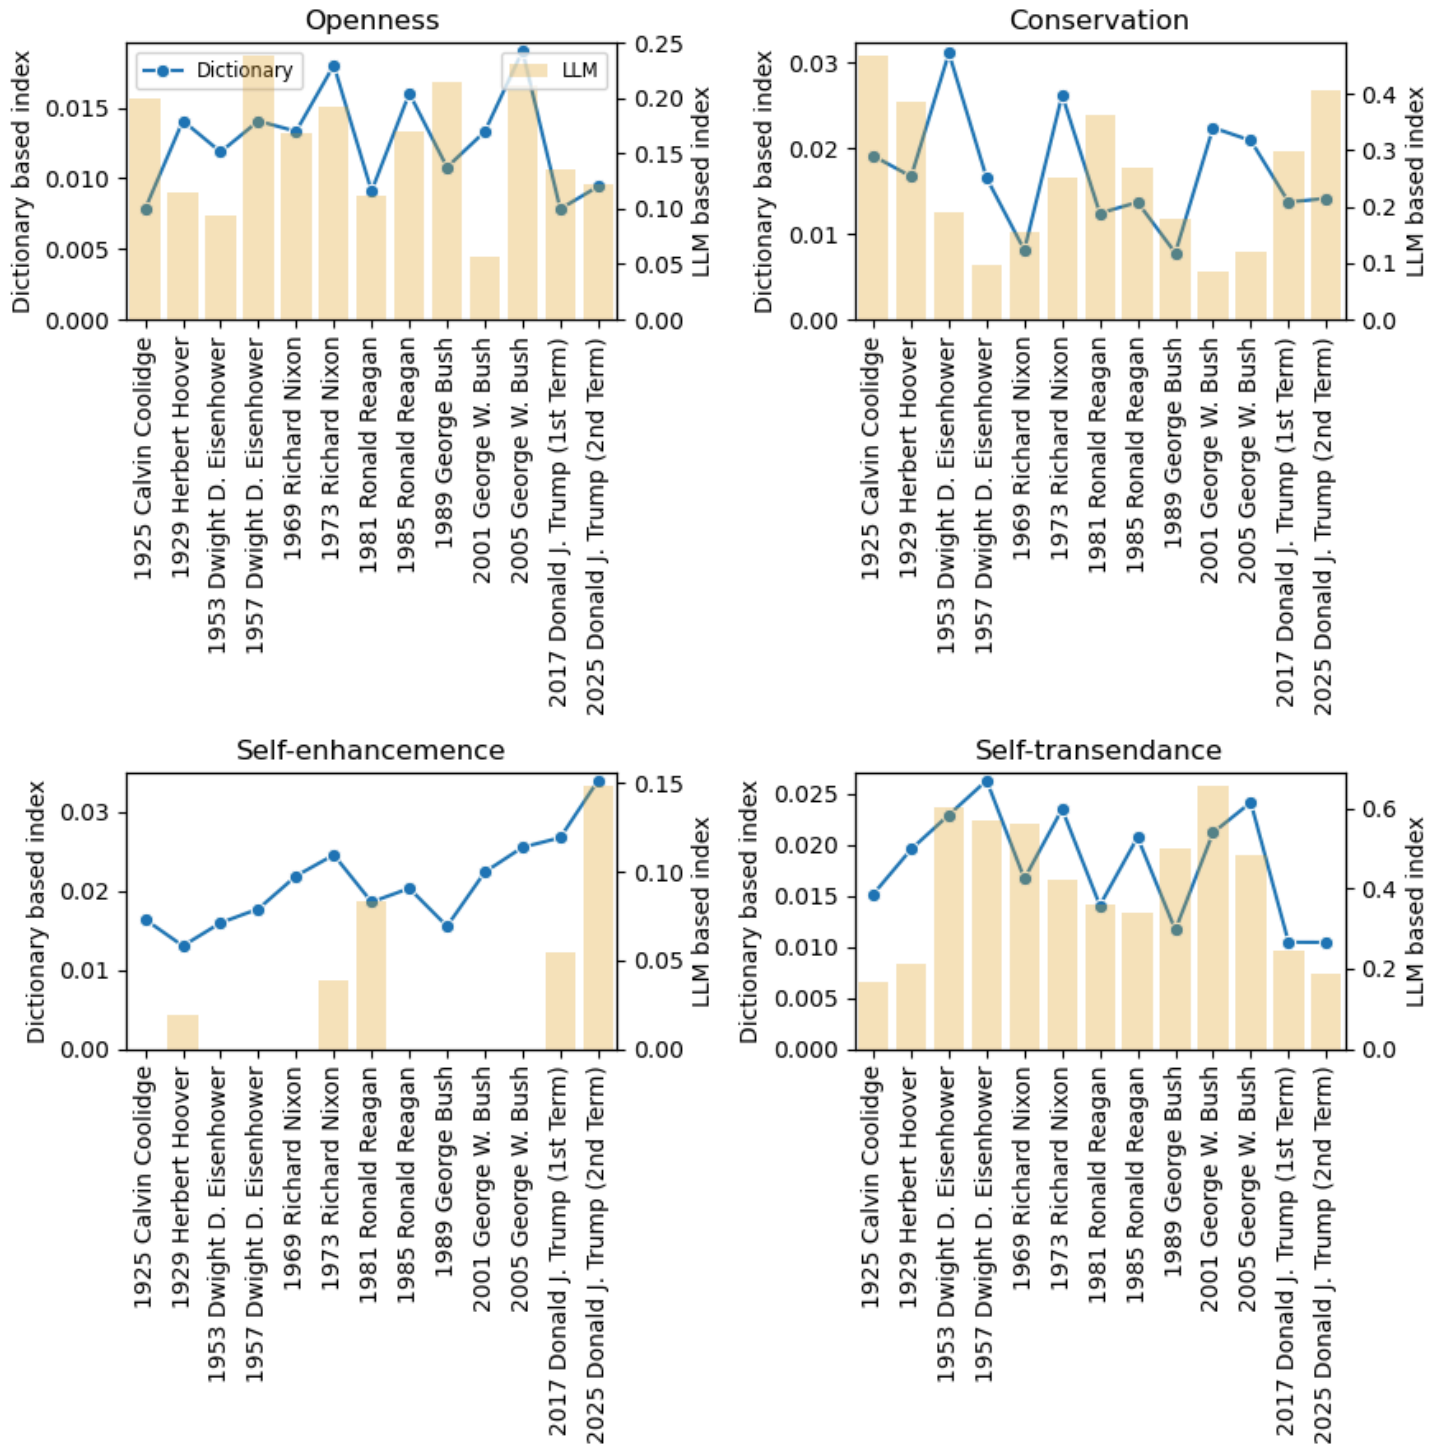 Openness
Dictionary based index
0.015
0.010
0.005
0.000
Dictionary
LLM
0.25
0.20
0.15
0.10
0.05
0.00
LLM based index
1925 Calvin Coolidge
1929 Herbert Hoover
1953 Dwight D. Eisenhower
1957 Dwight D. Eisenhower
1969 Richard Nixon
1973 Richard Nixon
1981 Ronald Reagan
1985 Ronald Reagan
1989 George Bush
2001 George W. Bush
2005 George W. Bush
2017 Donald J. Trump (1st Term)
2025 Donald J. Trump (2nd Term)
Conservation
Dictionary based index
0.03
0.02
0.01
0.00
0.4
0.3
0.2
0.1
0.0
LLM based index
1925 Calvin Coolidge
1929 Herbert Hoover
1953 Dwight D. Eisenhower
1957 Dwight D. Eisenhower
1969 Richard Nixon
1973 Richard Nixon
1981 Ronald Reagan
1985 Ronald Reagan
1989 George Bush
2001 George W. Bush
2005 George W. Bush
2017 Donald J. Trump (1st Term)
2025 Donald J. Trump (2nd Term)
Self-enhancemence
Dictionary based index
0.03
0.02
0.01
0.00
0.15
0.10
0.05
0.00
LLM based index
1925 Calvin Coolidge
1929 Herbert Hoover
1953 Dwight D. Eisenhower
1957 Dwight D. Eisenhower
1969 Richard Nixon
1973 Richard Nixon
1981 Ronald Reagan
1985 Ronald Reagan
1989 George Bush
2001 George W. Bush
2005 George W. Bush
2017 Donald J. Trump (1st Term)
2025 Donald J. Trump (2nd Term)
Self-transendance
Dictionary based index
0.025
0.020
0.015
0.010
0.005
0.000
0.6
0.4
0.2
0.0
LLM based index
1925 Calvin Coolidge
1929 Herbert Hoover
1953 Dwight D. Eisenhower
1957 Dwight D. Eisenhower
1969 Richard Nixon
1973 Richard Nixon
1981 Ronald Reagan
1985 Ronald Reagan
1989 George Bush
2001 George W. Bush
2005 George W. Bush
2017 Donald J. Trump (1st Term)
2025 Donald J. Trump (2nd Term)